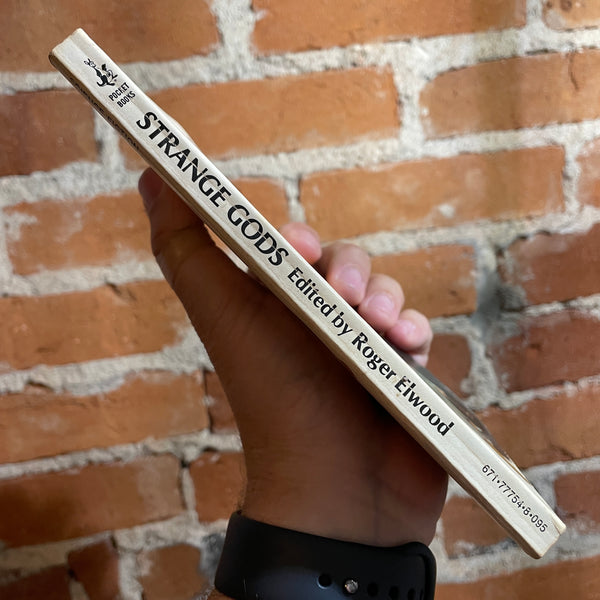 POCKET
BOOKS
STRANGE GODS Edited by Roger Elwood
671·77754·8·095